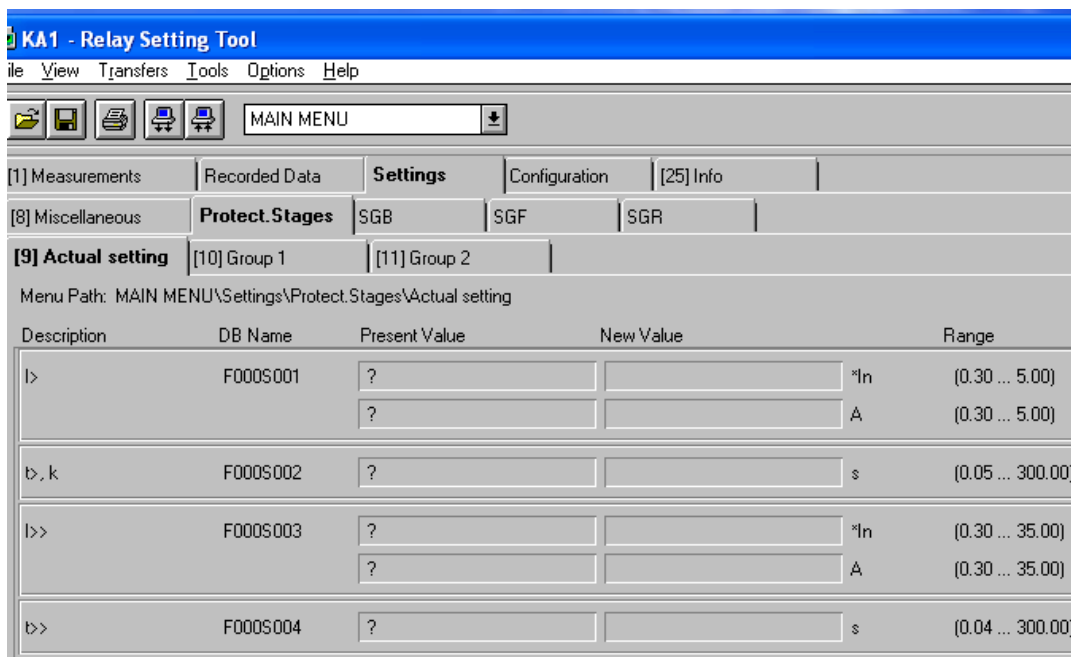 KA1 - Relay Setting Tool
ile View Transfers Tools Options Help
MAIN MENU
[1] Measurements Recorded Data Settings Configuration [25] Info
[8] Miscellaneous Protect.Stages SGB SGF SGR
[9] Actual setting [10] Group 1 [11] Group 2
Menu Path: MAIN MENU\Settings\Protect.Stages\Actual setting
Description DB Name Present Value New Value Range
I> F000S001 ? *In (0.30 ... 5.00)
? A (0.30 ... 5.00)
t>, k F000S002 ? s (0.05 ... 300.00)
I>> F000S003 ? *In (0.30 ... 35.00)
? A (0.30 ... 35.00)
t>> F000S004 ? s (0.04 ... 300.00)